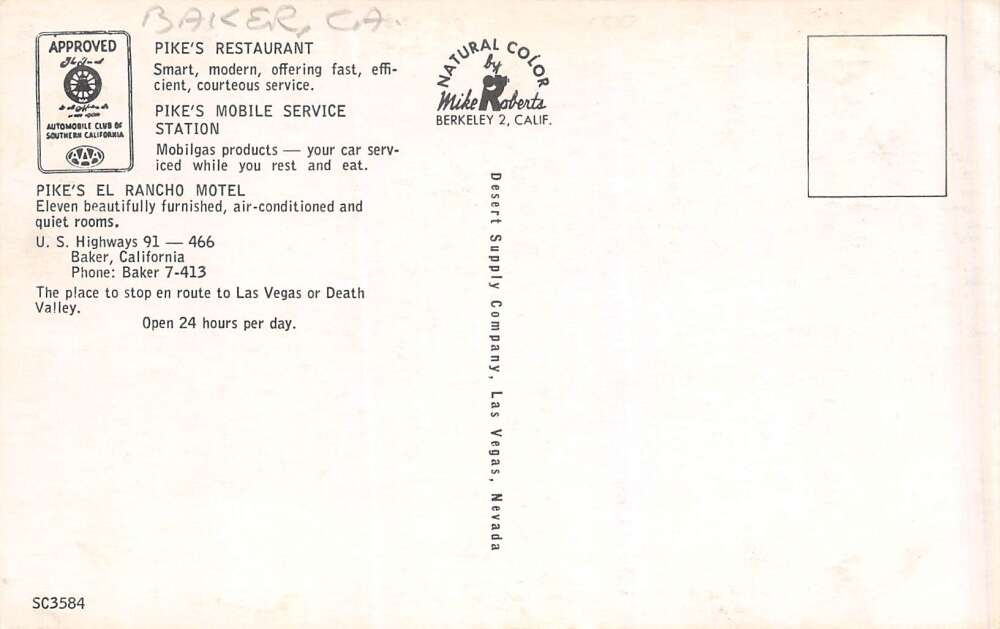 BAKER, CA.
APPROVED
AUTOMOBILE CLUB OF
SOUTHERN CALIFORNIA
AAA
PIKE'S RESTAURANT
Smart, modern, offering fast, effi-
cient, courteous service.
PIKE'S MOBILE SERVICE
STATION
Mobilgas products — your car serv-
iced while you rest and eat.
PIKE'S EL RANCHO MOTEL
Eleven beautifully furnished, air-conditioned and
quiet rooms.
U. S. Highways 91 — 466
Baker, California
Phone: Baker 7-413
The place to stop en route to Las Vegas or Death
Valley.
Open 24 hours per day.
NATURAL COLOR
by
Mike Roberts
BERKELEY 2, CALIF.
Desert Supply Company, Las Vegas, Nevada
SC3584